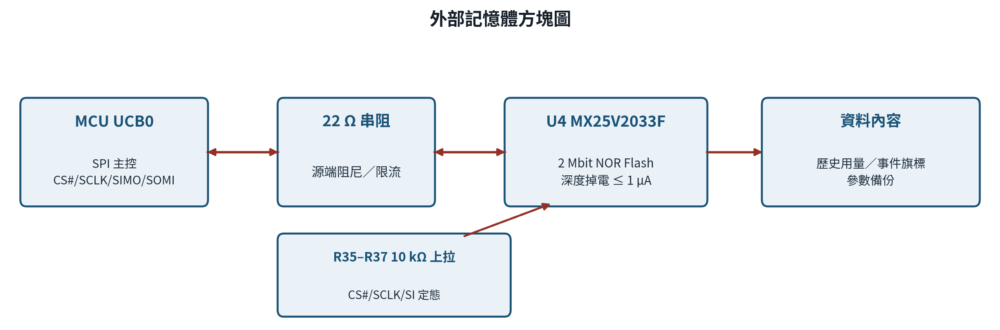 外部記憶體方塊圖
MCU UCB0
SPI 主控
CS#/SCLK/SIMO/SOMI
22 Ω 串阻
源端阻尼／限流
U4 MX25V2033F
2 Mbit NOR Flash
深度掉電 ≤ 1 µA
資料內容
歷史用量／事件旗標
參數備份
R35–R37 10 kΩ 上拉
CS#/SCLK/SI 定態